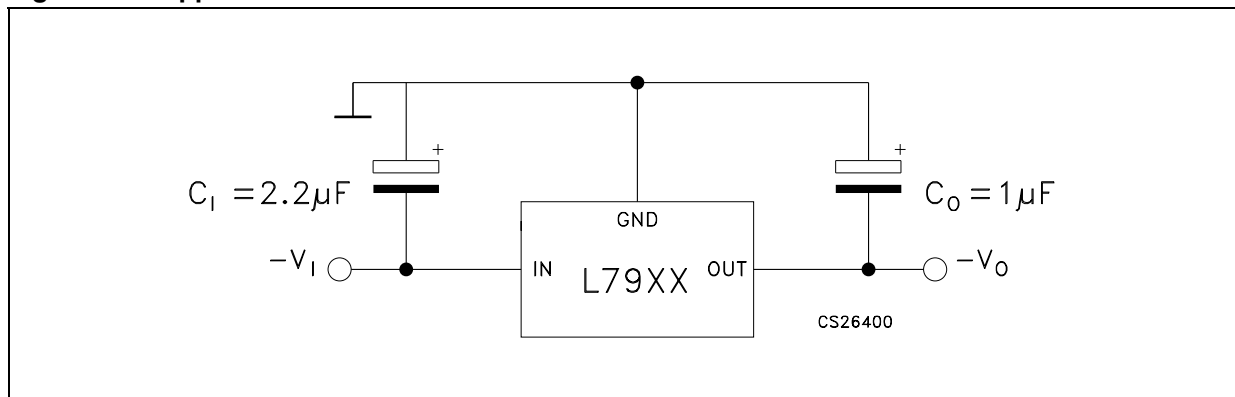 +
+
C_I = 2.2µF
GND
C_O = 1µF
-V_I
IN
L79XX
OUT
-V_O
CS26400